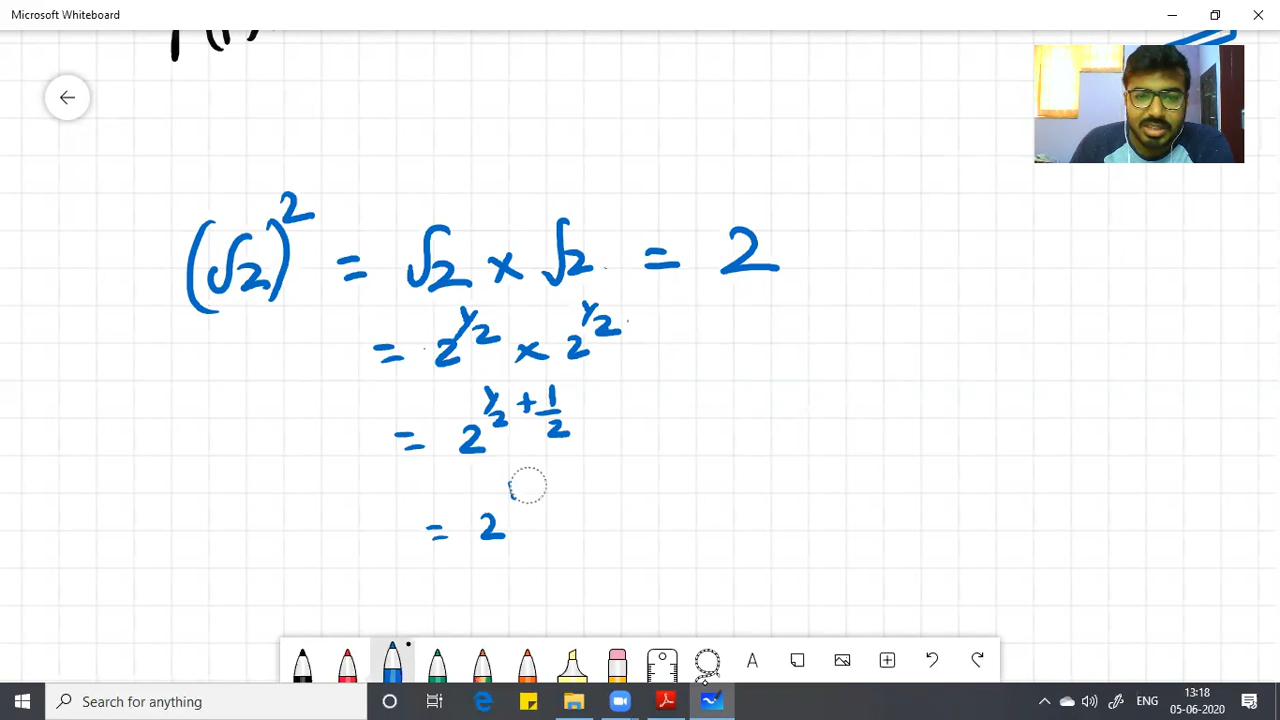 Microsoft Whiteboard
(√2)² = √2 × √2 = 2
= 2^1/2 × 2^1/2
= 2^1/2 + 1/2
= 2
Search for anything
ENG
13:18
05-06-2020